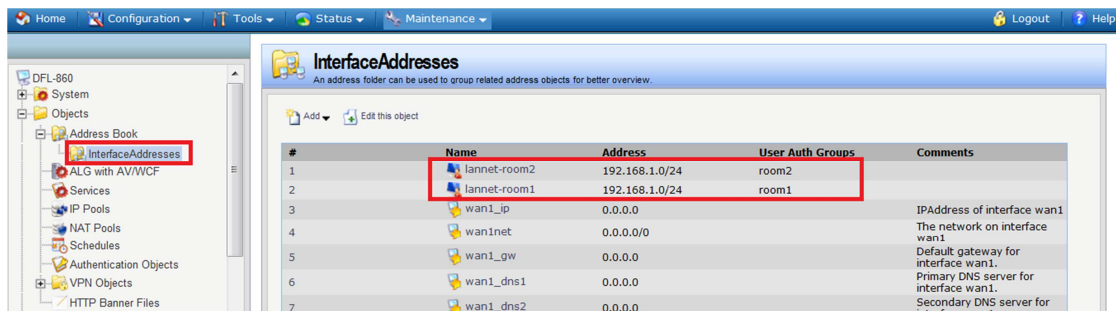 Home Configuration Tools Status Maintenance Logout Help
InterfaceAddresses
An address folder can be used to group related address objects for better overview.
DFL-860
System
Objects
Address Book
InterfaceAddresses
ALG with AV/WCF
Services
IP Pools
NAT Pools
Schedules
Authentication Objects
VPN Objects
HTTP Banner Files
Add Edit this object
# Name Address User Auth Groups Comments
1 lannet-room2 192.168.1.0/24 room2
2 lannet-room1 192.168.1.0/24 room1
3 wan1_ip 0.0.0.0 IPAddress of interface wan1
4 wan1net 0.0.0.0/0 The network on interface
wan1
5 wan1_gw 0.0.0.0 Default gateway for
interface wan1.
6 wan1_dns1 0.0.0.0 Primary DNS server for
interface wan1.
7 wan1_dns2 0.0.0.0 Secondary DNS server for